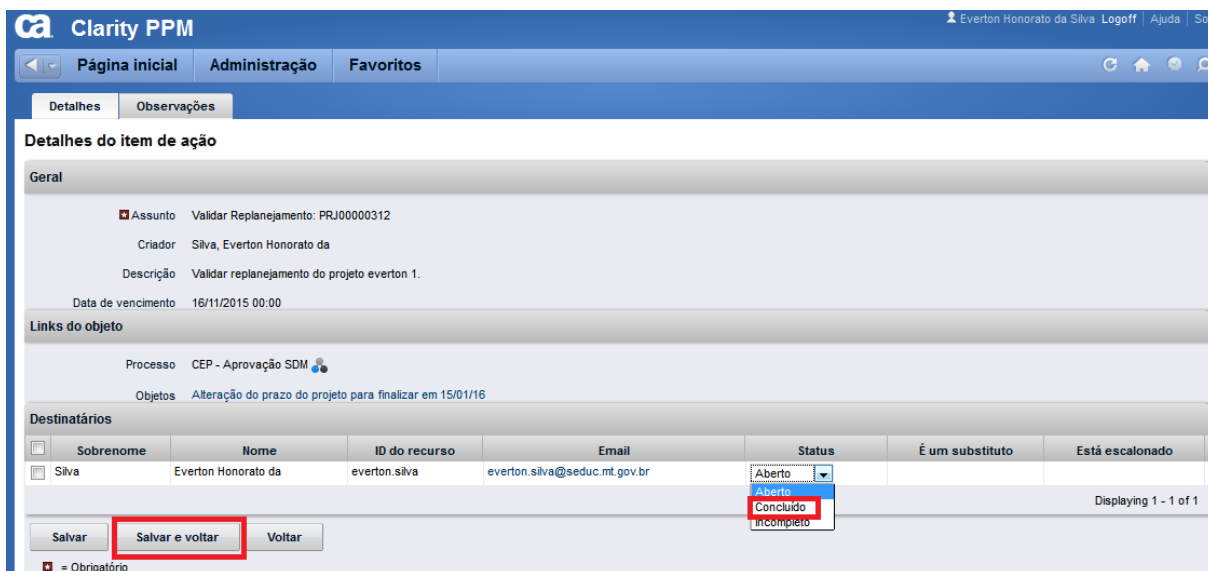 ca Clarity PPM
Everton Honorato da Silva Logoff | Ajuda | So
Página inicial Administração Favoritos
Detalhes Observações
Detalhes do item de ação
Geral
Assunto Validar Replanejamento: PRJ00000312
Criador Silva, Everton Honorato da
Descrição Validar replanejamento do projeto everton 1.
Data de vencimento 16/11/2015 00:00
Links do objeto
Processo CEP - Aprovação SDM
Objetos Alteração do prazo do projeto para finalizar em 15/01/16
Destinatários
Sobrenome Nome ID do recurso Email Status É um substituto Está escalonado
Silva Everton Honorato da everton.silva everton.silva@seduc.mt.gov.br Aberto
Aberto
Concluído
Incompleto
Displaying 1 - 1 of 1
Salvar Salvar e voltar Voltar
= Obrigatório